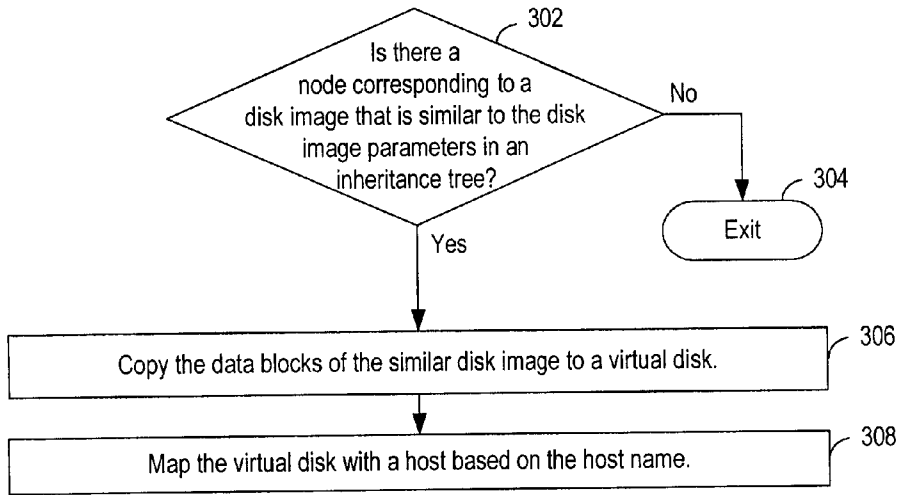 302
Is there a
node corresponding to a
disk image that is similar to the disk
image parameters in an
inheritance tree?
No
304
Exit
Yes
306
Copy the data blocks of the similar disk image to a virtual disk.
308
Map the virtual disk with a host based on the host name.